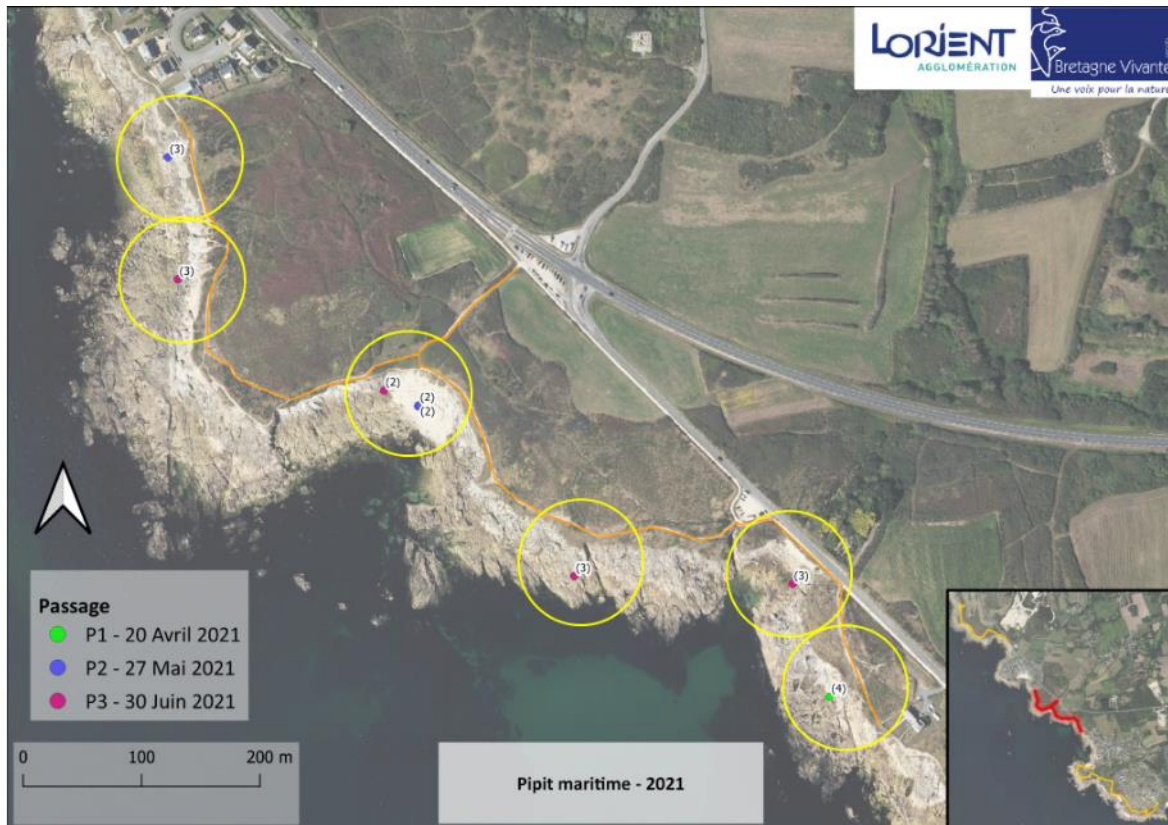 LORIENT
AGGLOMÉRATION
Bretagne Vivante
Une voix pour la nature
(3)
(3)
(2)
(2)
(2)
(3)
(3)
(4)
Passage
P1 - 20 Avril 2021
P2 - 27 Mai 2021
P3 - 30 Juin 2021
0 100 200 m
Pipit maritime - 2021